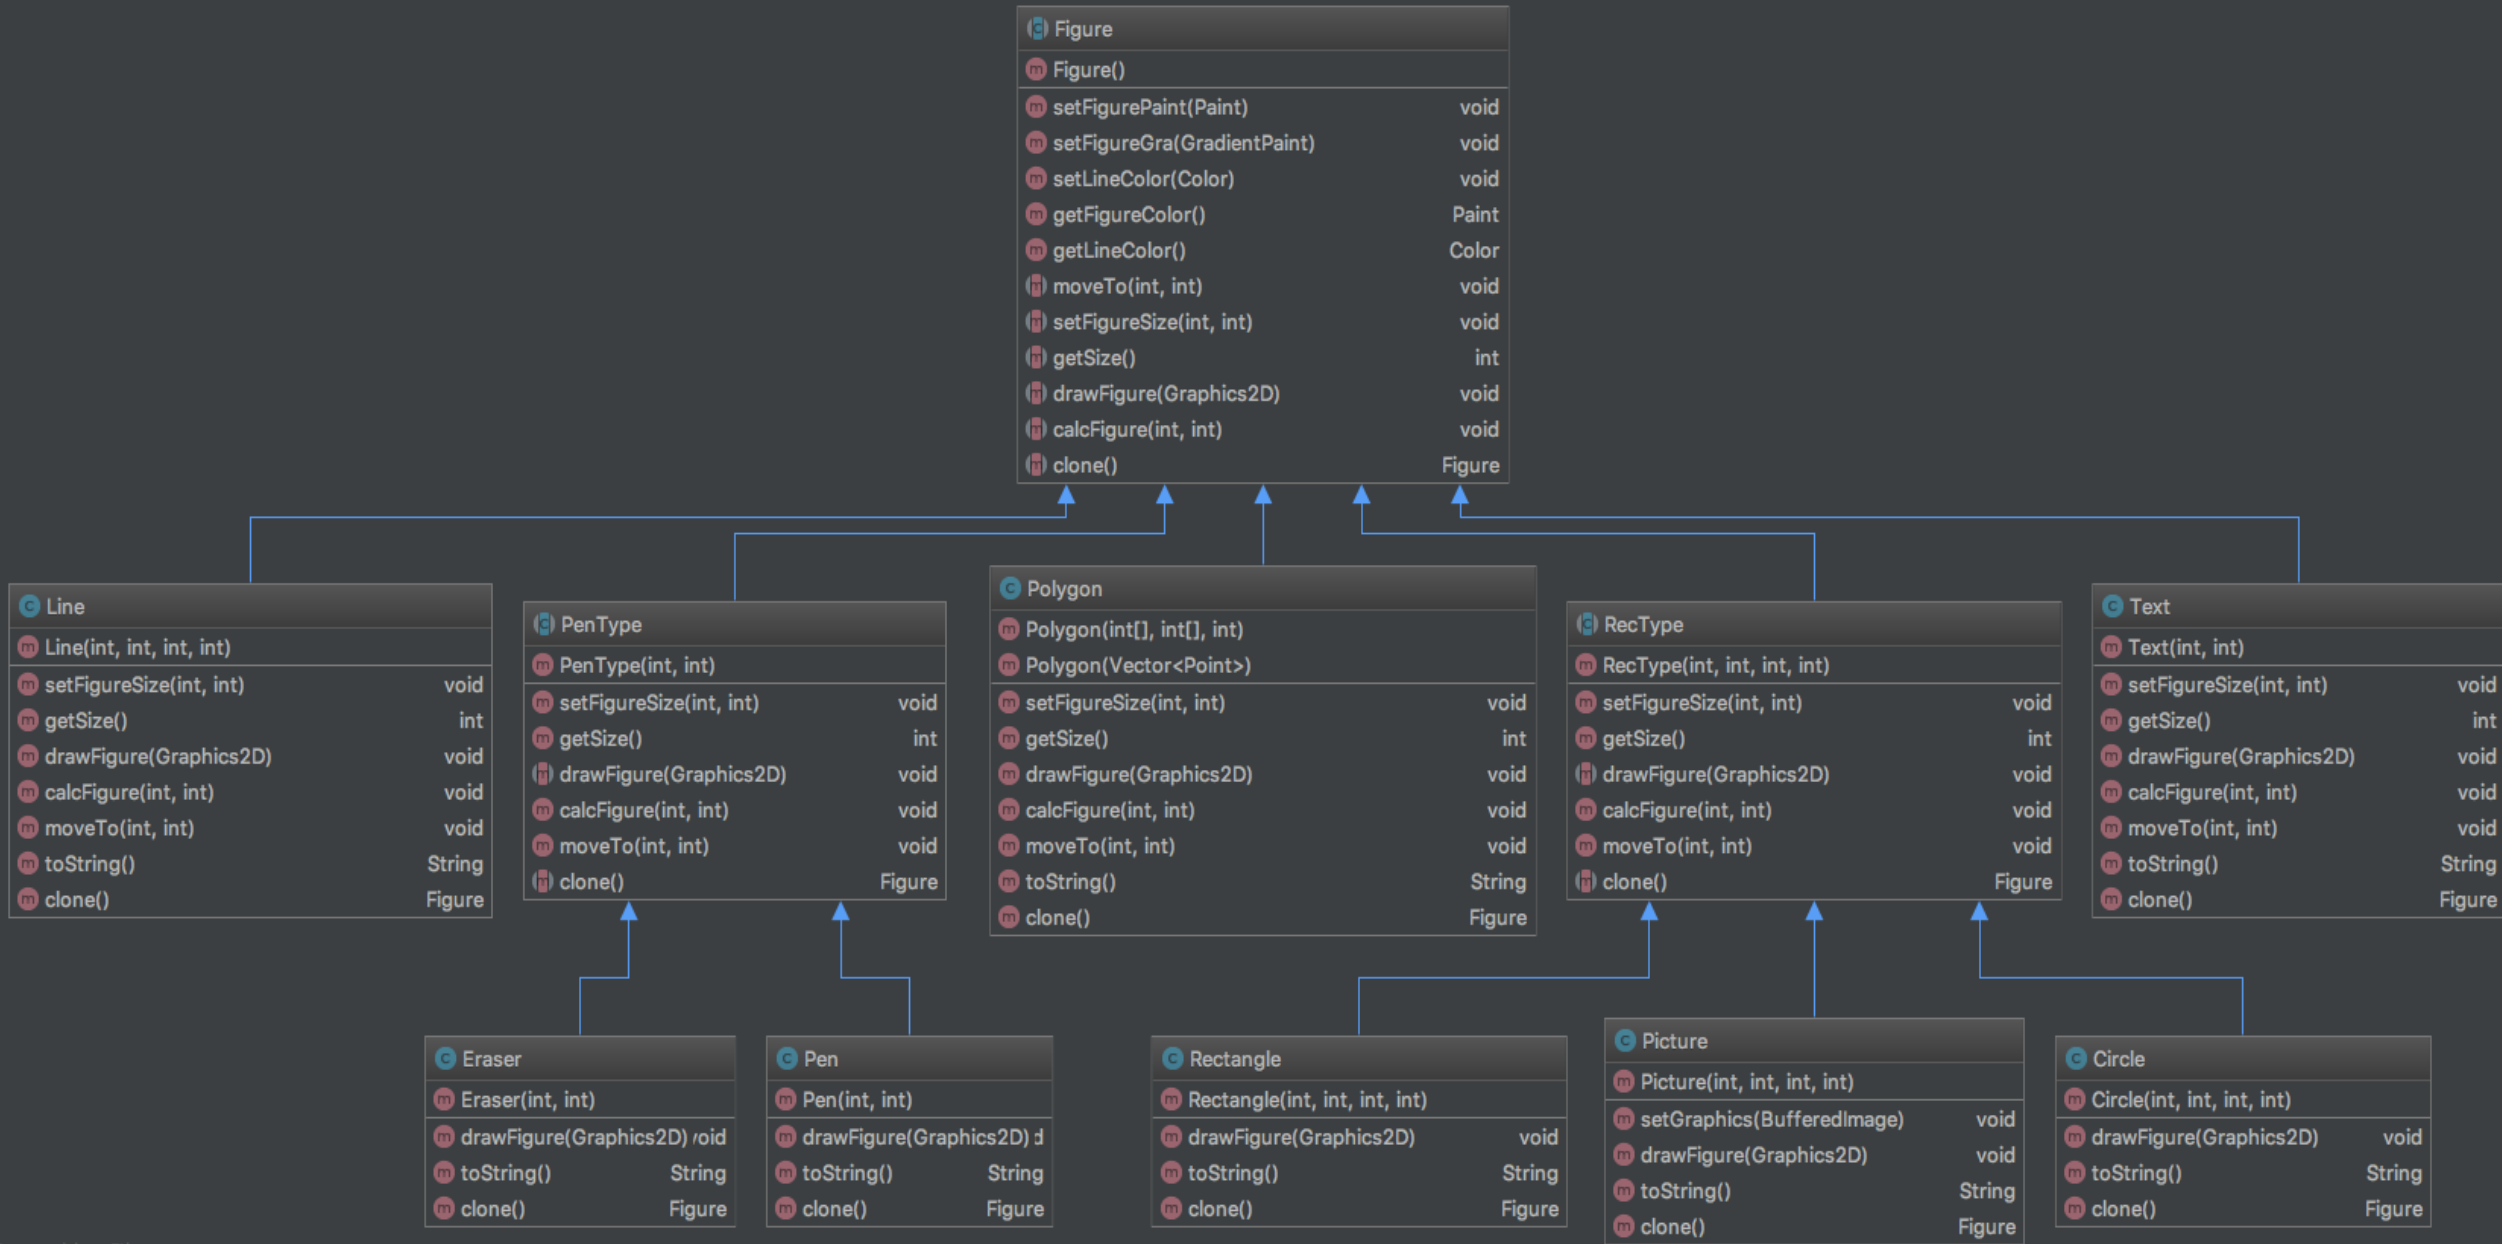 Figure
Figure()
setFigurePaint(Paint) void
setFigureGra(GradientPaint) void
setLineColor(Color) void
getFigureColor() Paint
getLineColor() Color
moveTo(int, int) void
setFigureSize(int, int) void
getSize() int
drawFigure(Graphics2D) void
calcFigure(int, int) void
clone() Figure
Line
Line(int, int, int, int)
setFigureSize(int, int) void
getSize() int
drawFigure(Graphics2D) void
calcFigure(int, int) void
moveTo(int, int) void
toString() String
clone() Figure
PenType
PenType(int, int)
setFigureSize(int, int) void
getSize() int
drawFigure(Graphics2D) void
calcFigure(int, int) void
moveTo(int, int) void
clone() Figure
Polygon
Polygon(int[], int[], int)
Polygon(Vector<Point>)
setFigureSize(int, int) void
getSize() int
drawFigure(Graphics2D) void
calcFigure(int, int) void
moveTo(int, int) void
toString() String
clone() Figure
RecType
RecType(int, int, int, int)
setFigureSize(int, int) void
getSize() int
drawFigure(Graphics2D) void
calcFigure(int, int) void
moveTo(int, int) void
clone() Figure
Text
Text(int, int)
setFigureSize(int, int) void
getSize() int
drawFigure(Graphics2D) void
calcFigure(int, int) void
moveTo(int, int) void
toString() String
clone() Figure
Eraser
Eraser(int, int)
drawFigure(Graphics2D) void
toString() String
clone() Figure
Pen
Pen(int, int)
drawFigure(Graphics2D) d
toString() String
clone() Figure
Rectangle
Rectangle(int, int, int, int)
drawFigure(Graphics2D) void
toString() String
clone() Figure
Picture
Picture(int, int, int, int)
setGraphics(BufferedImage) void
drawFigure(Graphics2D) void
toString() String
clone() Figure
Circle
Circle(int, int, int, int)
drawFigure(Graphics2D) void
toString() String
clone() Figure